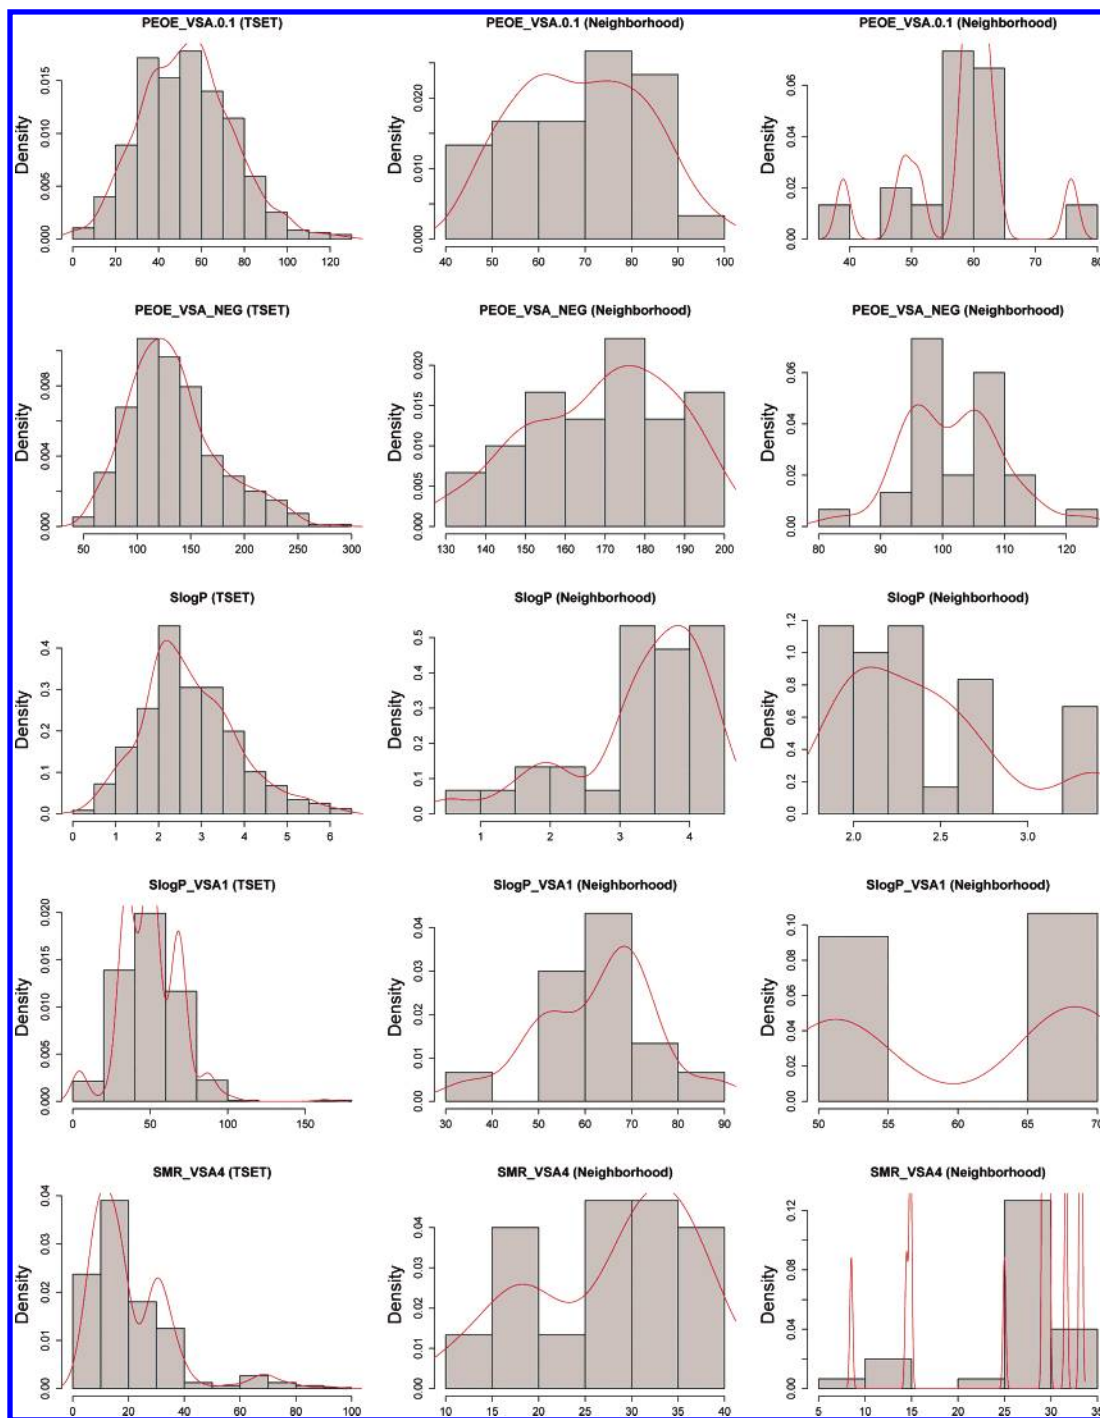 PEOE_VSA.0.1 (TSET)
PEOE_VSA.0.1 (Neighborhood)
PEOE_VSA.0.1 (Neighborhood)
Density
0.000 0.005 0.010 0.015
0 20 40 60 80 100 120
Density
0.000 0.010 0.020
40 50 60 70 80 90 100
Density
0.00 0.02 0.04 0.06
40 50 60 70 80
PEOE_VSA_NEG (TSET)
PEOE_VSA_NEG (Neighborhood)
PEOE_VSA_NEG (Neighborhood)
Density
0.000 0.004 0.008
50 100 150 200 250 300
Density
0.000 0.005 0.010 0.015 0.020
130 140 150 160 170 180 190 200
Density
0.00 0.02 0.04 0.06
80 90 100 110 120
SlogP (TSET)
SlogP (Neighborhood)
SlogP (Neighborhood)
Density
0.0 0.1 0.2 0.3 0.4
0 1 2 3 4 5 6
Density
0.0 0.1 0.2 0.3 0.4 0.5
1 2 3 4
Density
0.0 0.2 0.4 0.6 0.8 1.0 1.2
2.0 2.5 3.0
SlogP_VSA1 (TSET)
SlogP_VSA1 (Neighborhood)
SlogP_VSA1 (Neighborhood)
Density
0.000 0.005 0.010 0.015 0.020
0 50 100 150
Density
0.00 0.01 0.02 0.03 0.04
30 40 50 60 70 80 90
Density
0.00 0.02 0.04 0.06 0.08 0.10
50 55 60 65 70
SMR_VSA4 (TSET)
SMR_VSA4 (Neighborhood)
SMR_VSA4 (Neighborhood)
Density
0.00 0.01 0.02 0.03 0.04
0 20 40 60 80 100
Density
0.00 0.01 0.02 0.03 0.04
10 15 20 25 30 35 40
Density
0.00 0.04 0.08 0.12
5 10 15 20 25 30 35